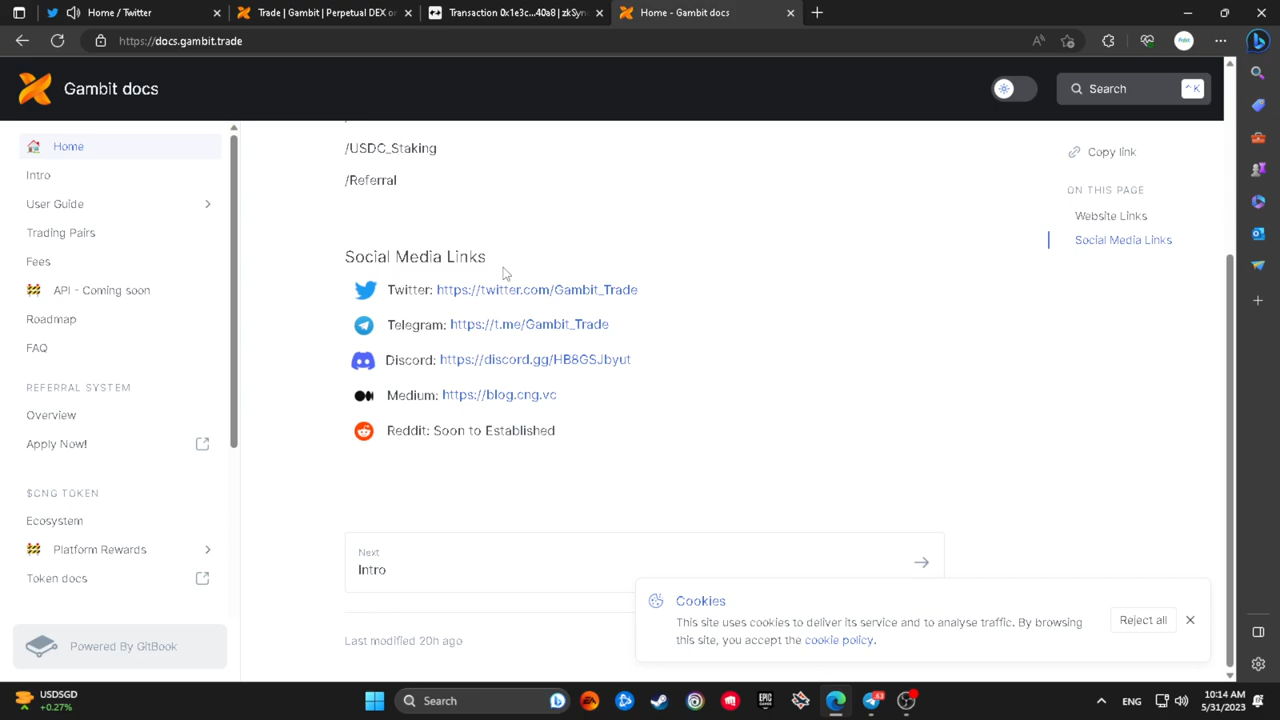 Home / Twitter
Trade | Gambit | Perpetual DEX or
Transaction 0x1e3c...40a8 | zkSyn
Home - Gambit docs
https://docs.gambit.trade
Gambit docs
Search
^ K
Home
Intro
User Guide
Trading Pairs
Fees
API - Coming soon
Roadmap
FAQ
REFERRAL SYSTEM
Overview
Apply Now!
$CNG TOKEN
Ecosystem
Platform Rewards
Token docs
Powered By GitBook
/USDC_Staking
/Referral
Social Media Links
Twitter: https://twitter.com/Gambit_Trade
Telegram: https://t.me/Gambit_Trade
Discord: https://discord.gg/HB8GSJbyut
Medium: https://blog.cng.vc
Reddit: Soon to Established
Next
Intro
Last modified 20h ago
Copy link
ON THIS PAGE
Website Links
Social Media Links
Cookies
This site uses cookies to deliver its service and to analyse traffic. By browsing
this site, you accept the cookie policy.
Reject all
USDSGD
+0.27%
Search
EPIC
ENG
10:14 AM
5/31/2023